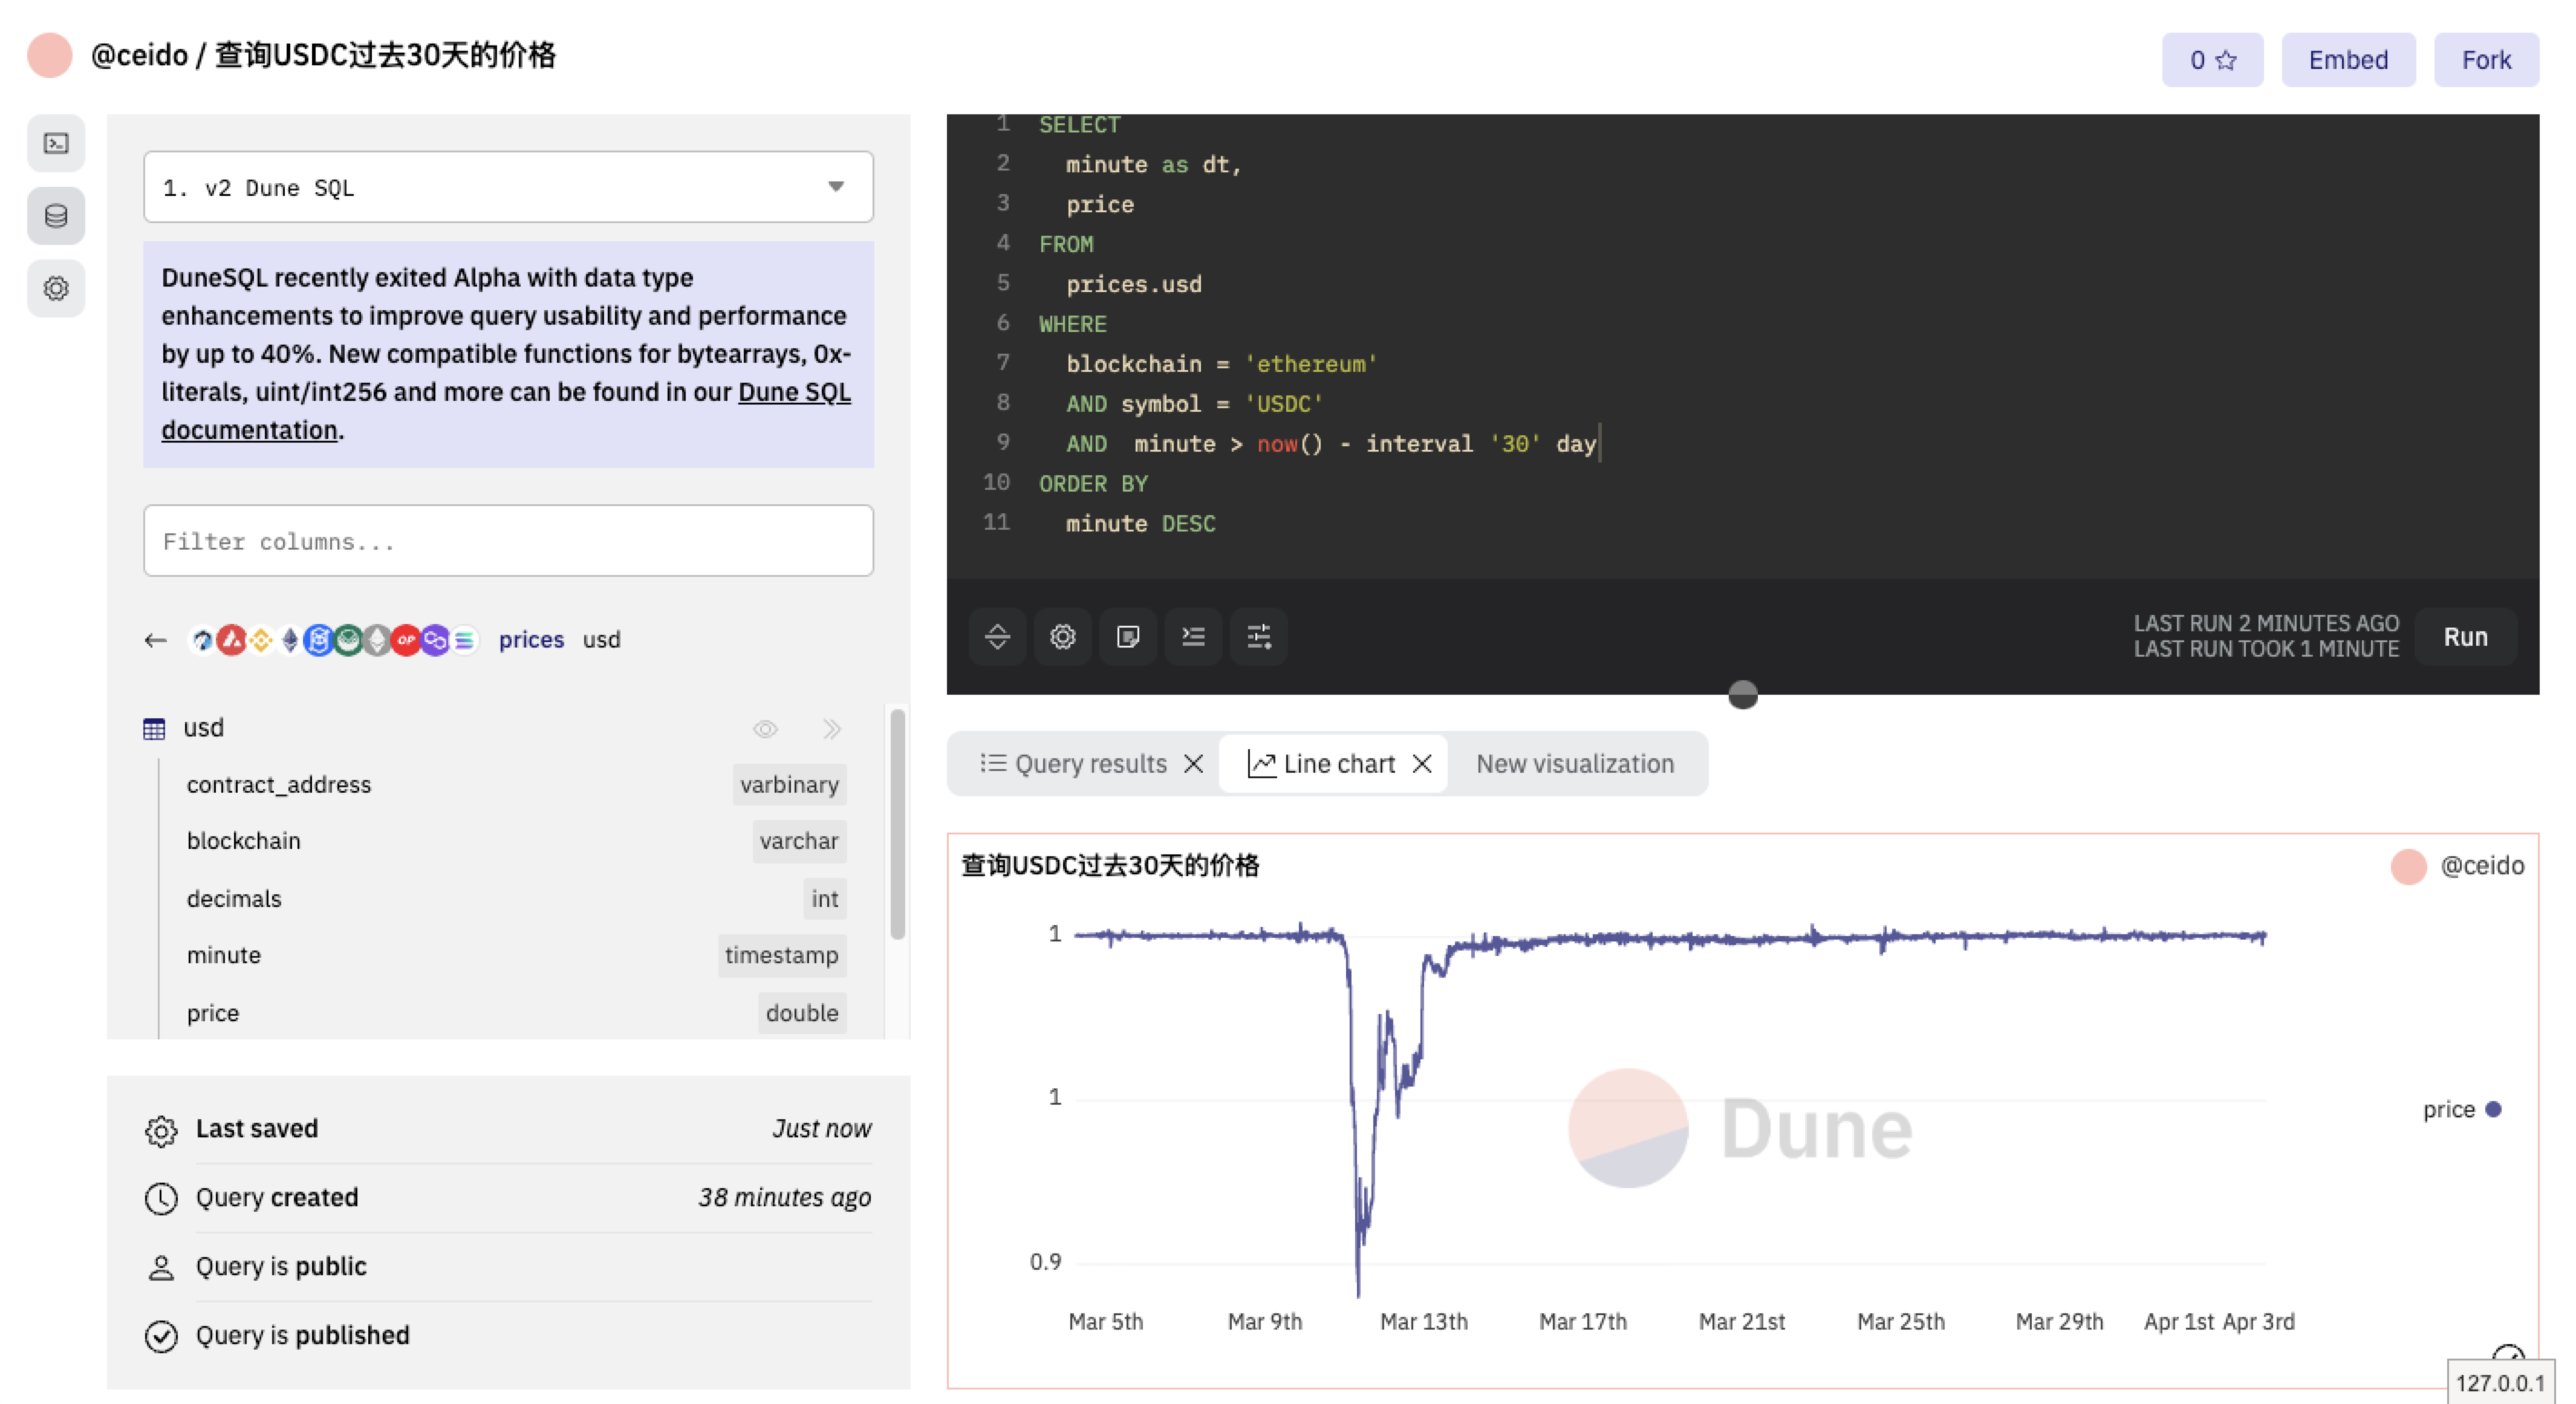 @ceido / 查询USDC过去30天的价格
0
Embed
Fork
1. v2 Dune SQL
DuneSQL recently exited Alpha with data type
enhancements to improve query usability and performance
by up to 40%. New compatible functions for bytearrays, 0x-
literals, uint/int256 and more can be found in our Dune SQL
documentation.
Filter columns...
OP
prices usd
usd
contract_address varbinary
blockchain varchar
decimals int
minute timestamp
price double
Last saved Just now
Query created 38 minutes ago
Query is public
Query is published
1 SELECT
2 minute as dt,
3 price
4 FROM
5 prices.usd
6 WHERE
7 blockchain = 'ethereum'
8 AND symbol = 'USDC'
9 AND  minute > now() - interval '30' day
10 ORDER BY
11 minute DESC
LAST RUN 2 MINUTES AGO
LAST RUN TOOK 1 MINUTE
Run
Query results
Line chart
New visualization
查询USDC过去30天的价格
@ceido
1
1
0.9
Dune
price
Mar 5th Mar 9th Mar 13th Mar 17th Mar 21st Mar 25th Mar 29th Apr 1st Apr 3rd
127.0.0.1